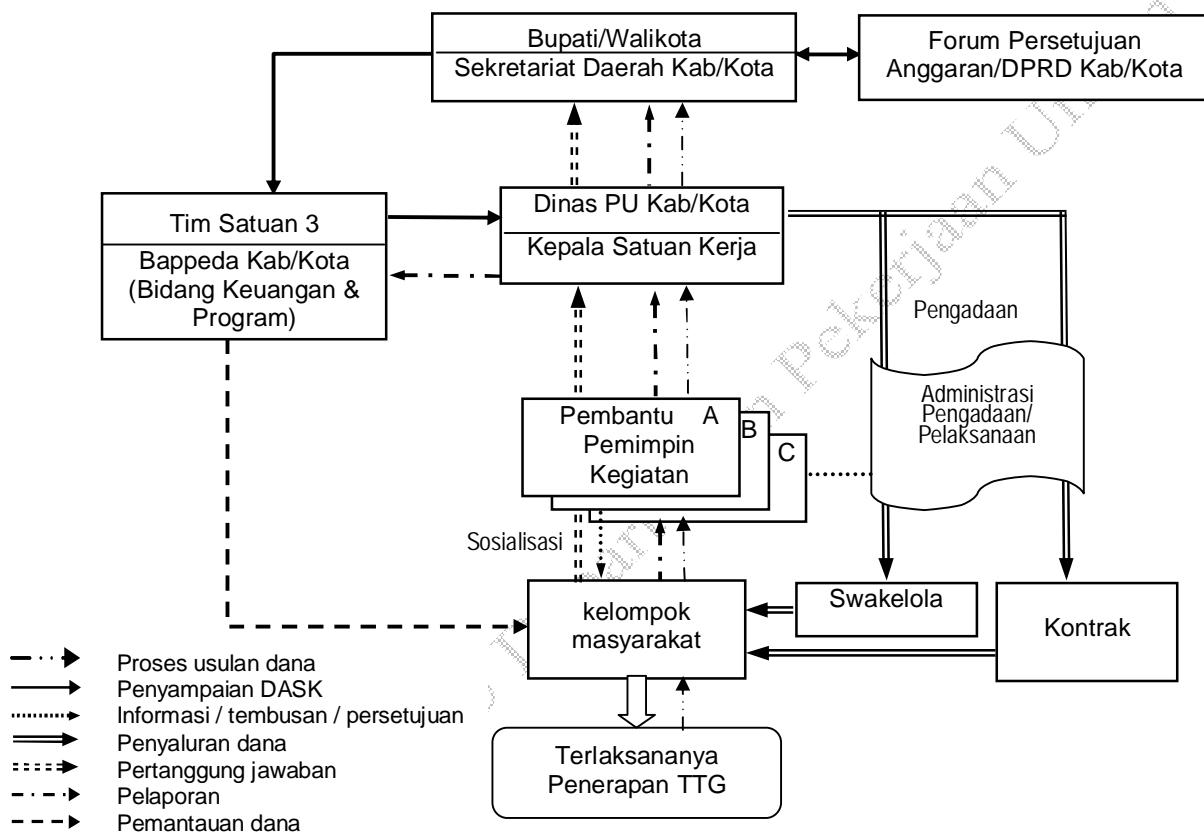 Bupati/Walikota
Sekretariat Daerah Kab/Kota
Forum Persetujuan
Anggaran/DPRD Kab/Kota
Tim Satuan 3
Bappeda Kab/Kota
(Bidang Keuangan &
Program)
Dinas PU Kab/Kota
Kepala Satuan Kerja
Pengadaan
Administrasi
Pengadaan/
Pelaksanaan
Pembantu A
Pemimpin
Kegiatan
B
C
Sosialisasi
kelompok
masyarakat
Swakelola
Kontrak
Terlaksananya
Penerapan TTG
Proses usulan dana
Penyampaian DASK
Informasi / tembusan / persetujuan
Penyaluran dana
Pertanggung jawaban
Pelaporan
Pemantauan dana
Pekerjaan